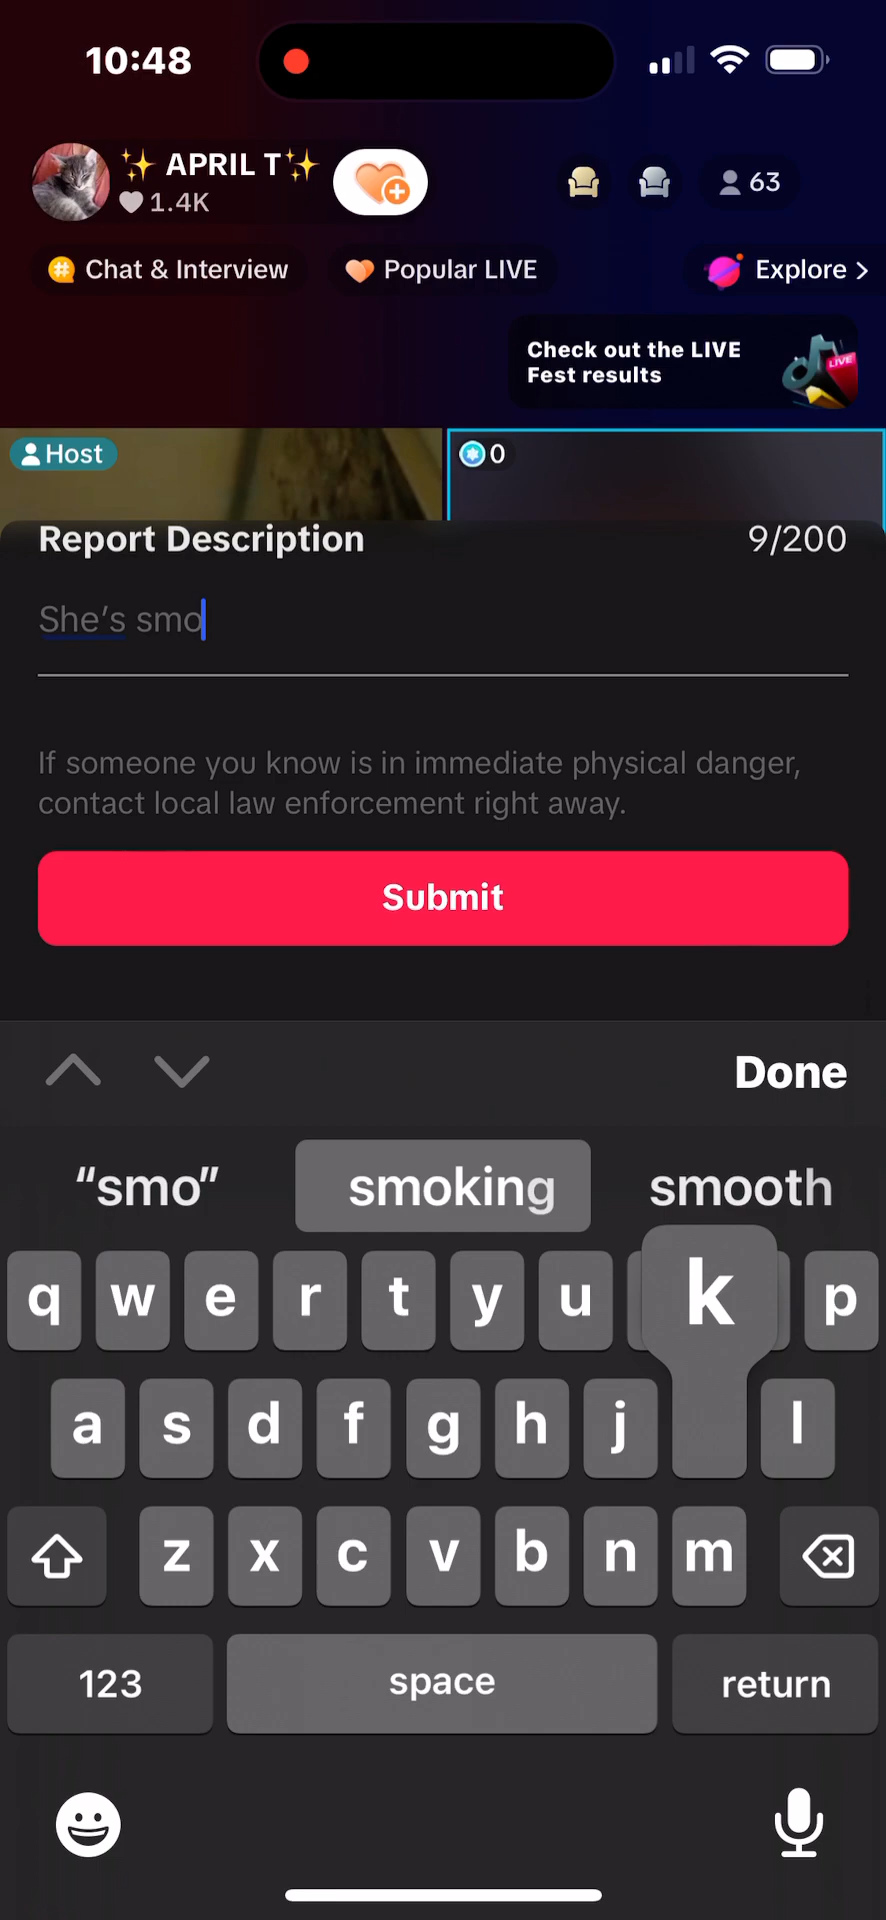 10:48
✨ APRIL T✨
1.4K
63
Chat & Interview
Popular LIVE
Explore >
Check out the LIVE
Fest results
LIVE
Host
0
Report Description
9/200
She’s smo
If someone you know is in immediate physical danger,
contact local law enforcement right away.
Submit
Done
“smo” smoking smooth
q w e r t y u k p
a s d f g h j l
z x c v b n m
123 space return